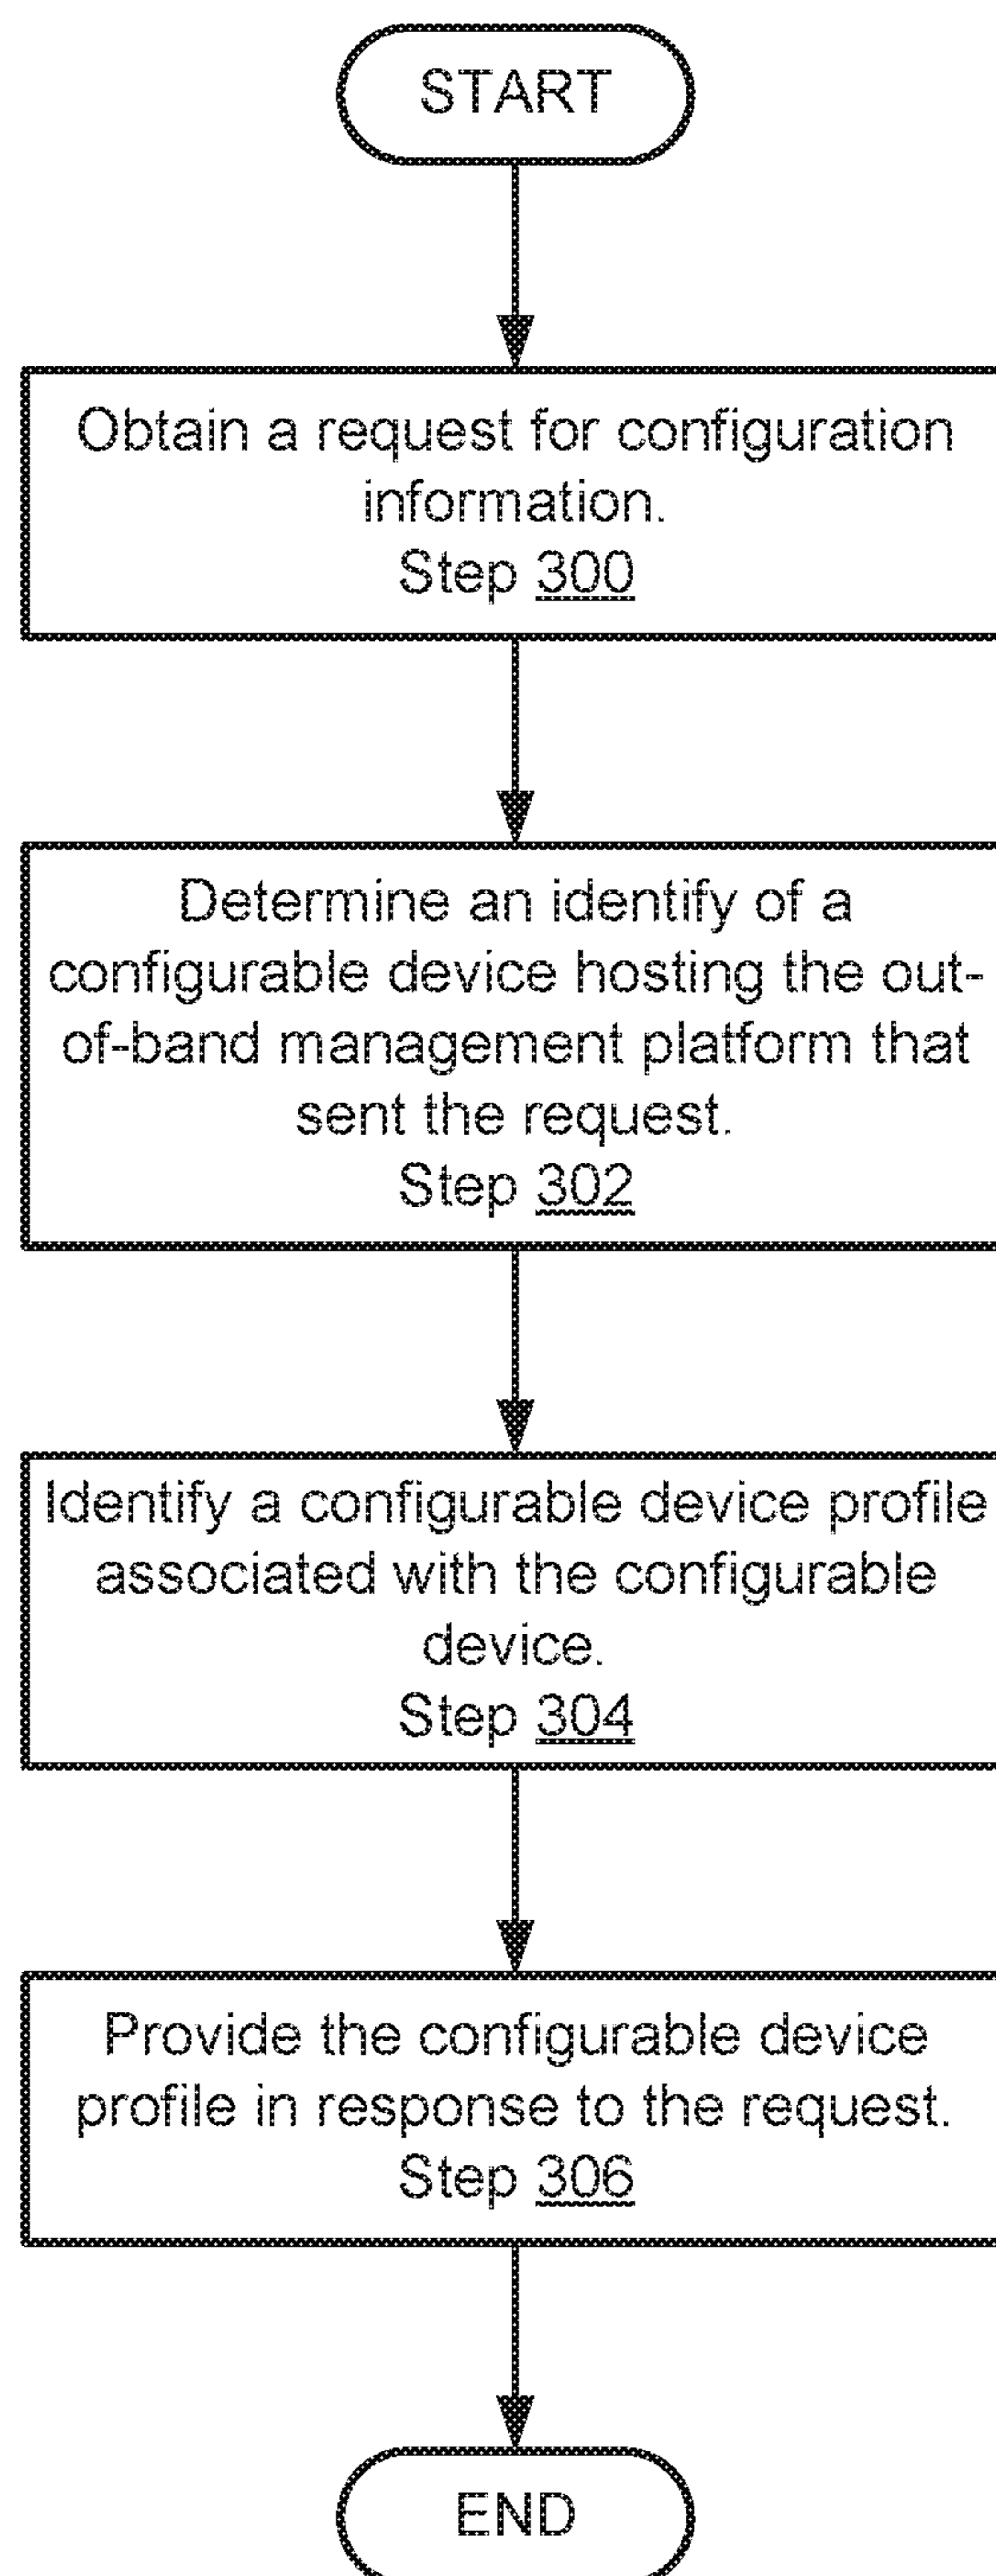 START
Obtain a request for configuration
information.
Step 300
Determine an identify of a
configurable device hosting the out-
of-band management platform that
sent the request.
Step 302
Identify a configurable device profile
associated with the configurable
device.
Step 304
Provide the configurable device
profile in response to the request.
Step 306
END